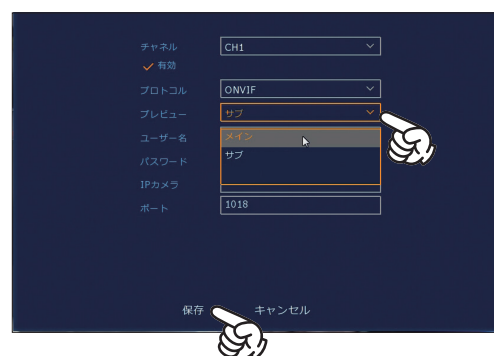 チャネル CH1
有効
プロトコル ONVIF
プレビュー サブ
ユーザー名 メイン
サブ
パスワード
IPカメラ
ポート 1018
保存 キャンセル